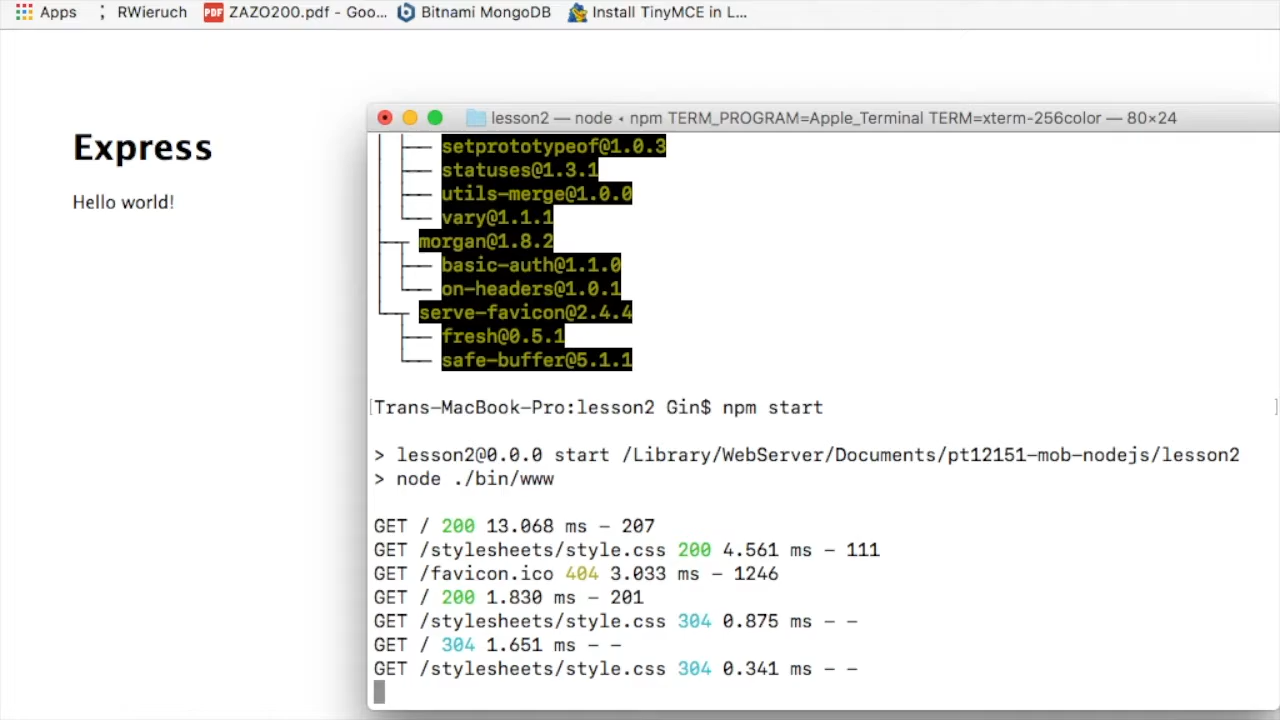 Apps ; RWieruch PDF ZAZO200.pdf - Goo... Bitnami MongoDB Install TinyMCE in L...
Express
Hello world!
lesson2 — node ◂ npm TERM_PROGRAM=Apple_Terminal TERM=xterm-256color — 80×24
│ ├── setprototypeof@1.0.3
│ ├── statuses@1.3.1
│ ├── utils-merge@1.0.0
│ └── vary@1.1.1
├─┬ morgan@1.8.2
│ ├── basic-auth@1.1.0
│ └── on-headers@1.0.1
└─┬ serve-favicon@2.4.4
├── fresh@0.5.1
└── safe-buffer@5.1.1
[Trans-MacBook-Pro:lesson2 Gin$ npm start ]
> lesson2@0.0.0 start /Library/WebServer/Documents/pt12151-mob-nodejs/lesson2
> node ./bin/www
GET / 200 13.068 ms - 207
GET /stylesheets/style.css 200 4.561 ms - 111
GET /favicon.ico 404 3.033 ms - 1246
GET / 200 1.830 ms - 201
GET /stylesheets/style.css 304 0.875 ms - -
GET / 304 1.651 ms - -
GET /stylesheets/style.css 304 0.341 ms - -